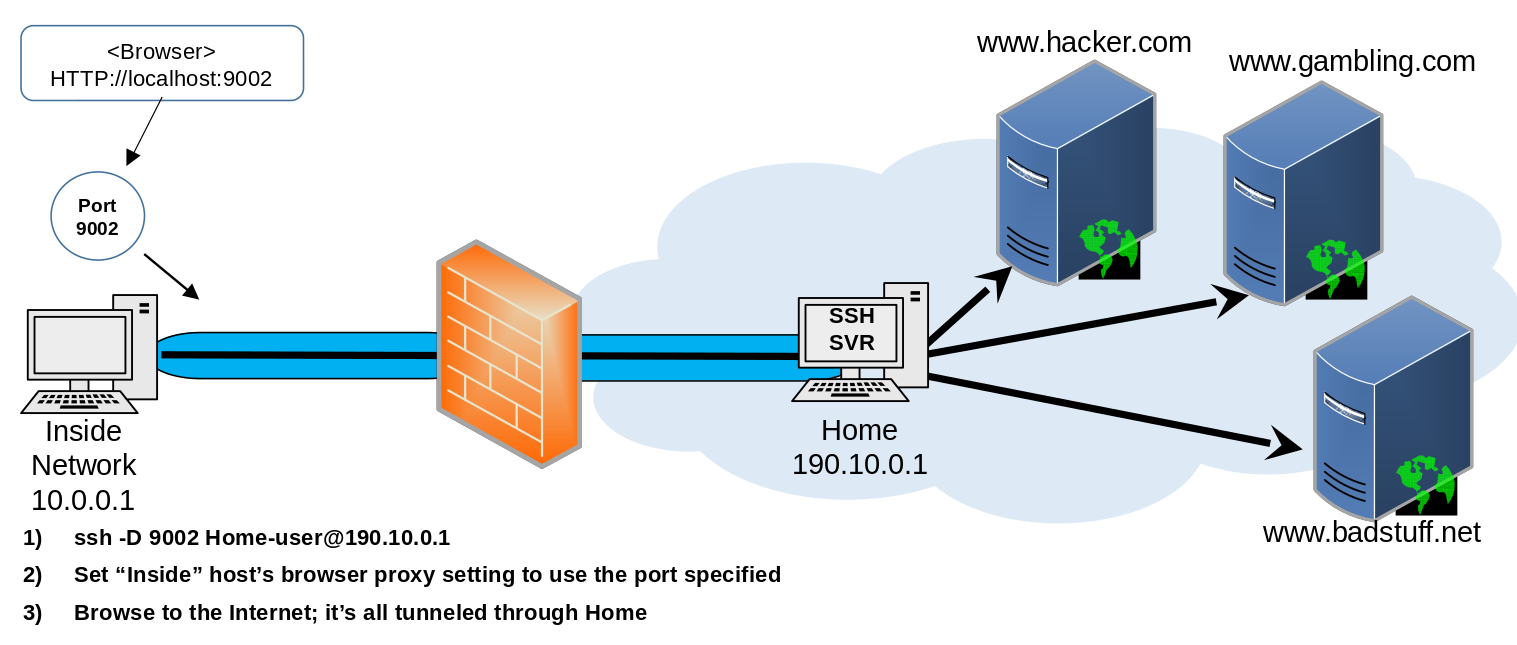 <Browser>
HTTP://localhost:9002
Port
9002
www.hacker.com
www.gambling.com
SSH
SVR
Inside
Network
10.0.0.1
Home
190.10.0.1
www.badstuff.net
1) ssh -D 9002 Home-user@190.10.0.1
2) Set “Inside” host’s browser proxy setting to use the port specified
3) Browse to the Internet; it’s all tunneled through Home